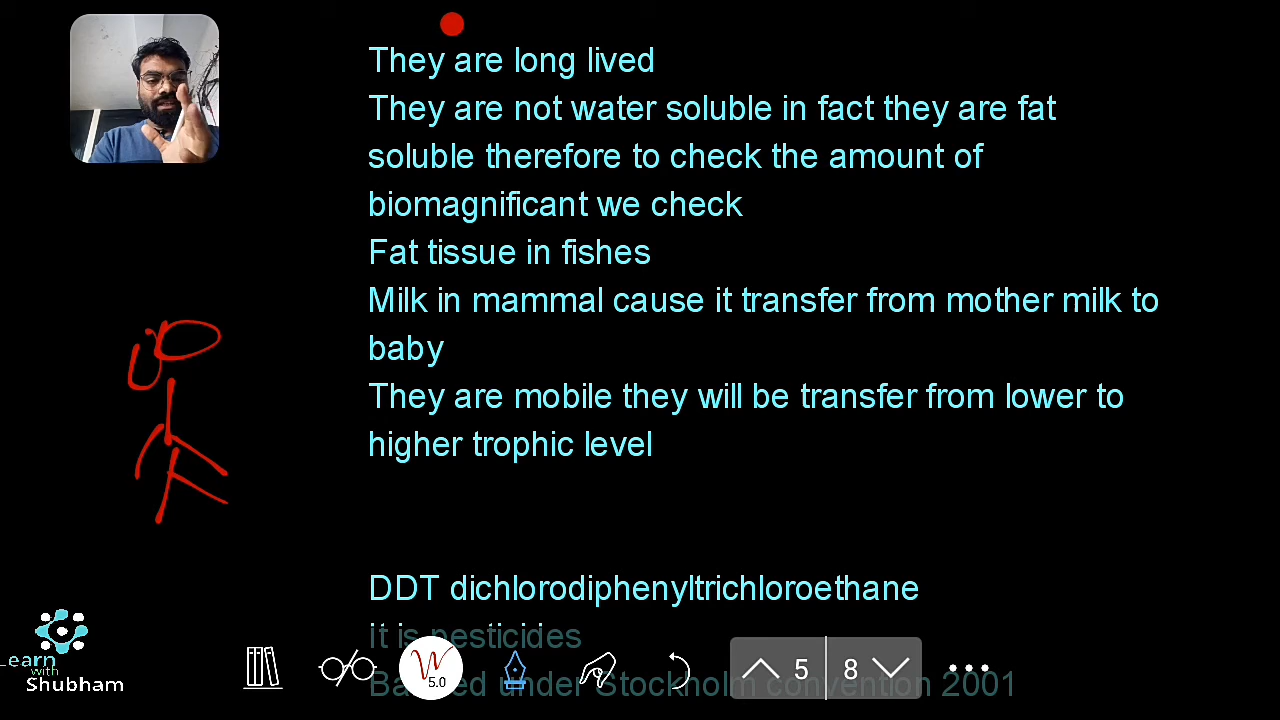 They are long lived
They are not water soluble in fact they are fat
soluble therefore to check the amount of
biomagnificant we check
Fat tissue in fishes
Milk in mammal cause it transfer from mother milk to
baby
They are mobile they will be transfer from lower to
higher trophic level
DDT dichlorodiphenyltrichloroethane
it is pesticides
Banned under Stockholm convention 2001
Learn
with
Shubham
5.0
5 8